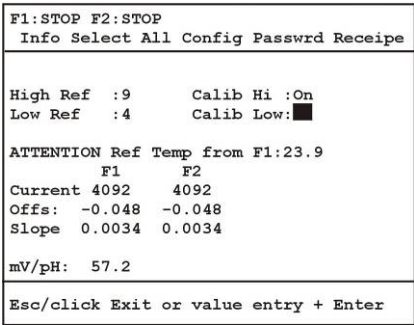 F1:STOP F2:STOP
Info Select All Config Passwrd Receipe
High Ref :9 Calib Hi :On
Low Ref :4 Calib Low:
ATTENTION Ref Temp from F1:23.9
F1 F2
Current 4092 4092
Offs: -0.048 -0.048
Slope 0.0034 0.0034
mV/pH: 57.2
Esc/click Exit or value entry + Enter